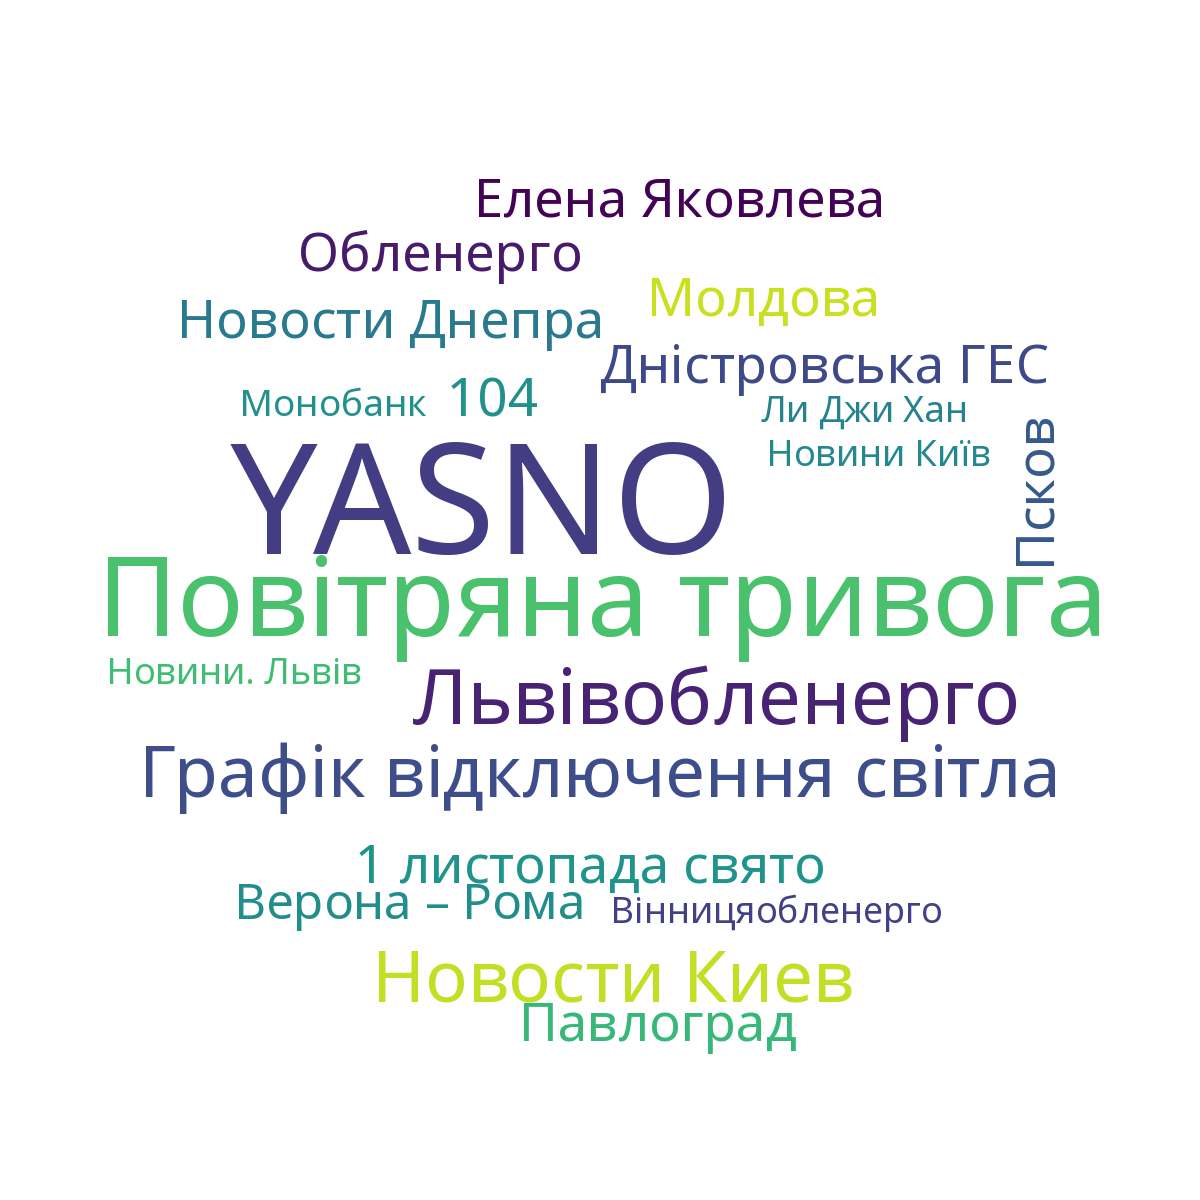 Елена Яковлева
Обленерго
Молдова
Новости Днепра
Дністровська ГЕС
Монобанк
104
Ли Джи Хан
Новини Київ
Псков
YASNO
Повітряна тривога
Новини. Львів
Львівобленерго
Графік відключення світла
1 листопада свято
Верона – Рома
Вінницяобленерго
Новости Киев
Павлоград